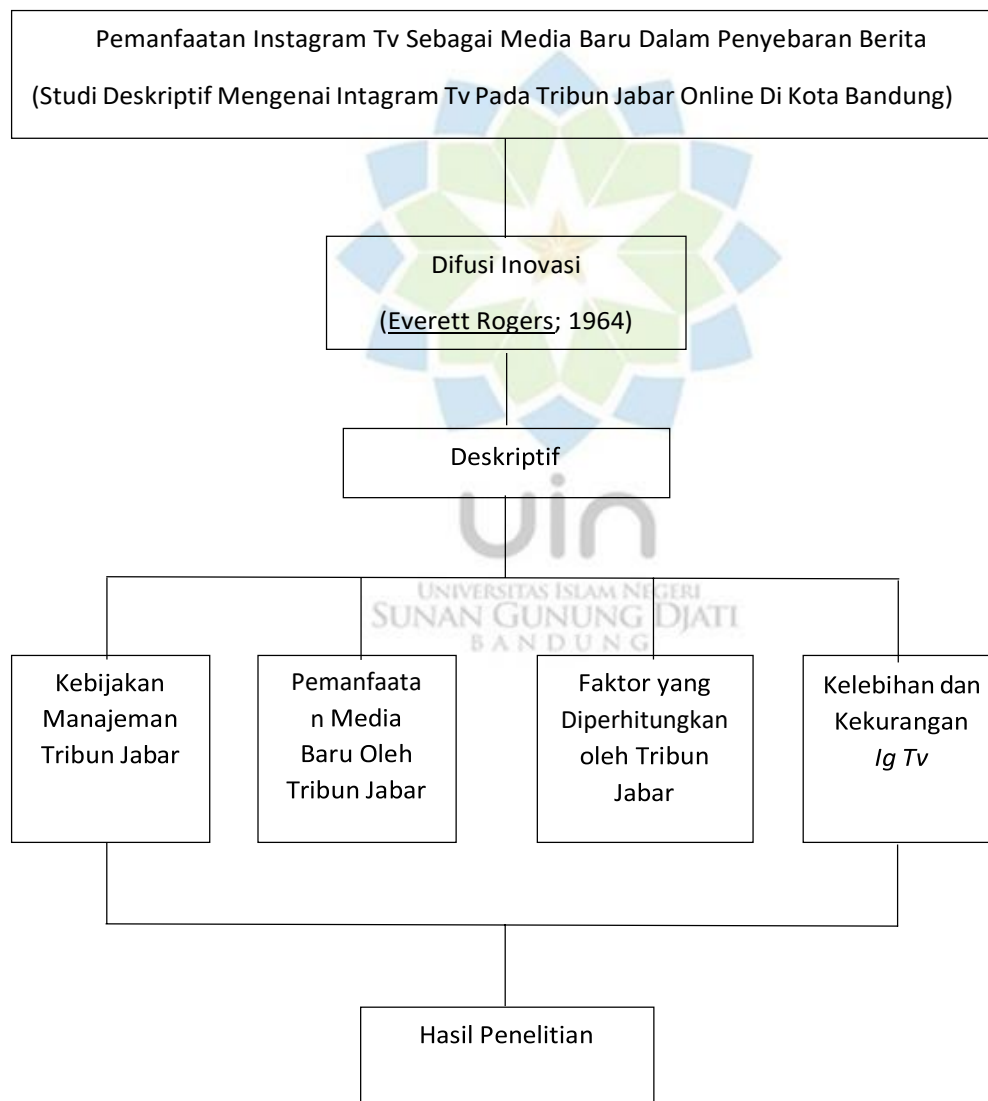 Pemanfaatan Instagram Tv Sebagai Media Baru Dalam Penyebaran Berita
(Studi Deskriptif Mengenai Intagram Tv Pada Tribun Jabar Online Di Kota Bandung)
Difusi Inovasi
(Everett Rogers; 1964)
Deskriptif
uin
UNIVERSITAS ISLAM NEGERI
SUNAN GUNUNG DJATI
BANDUNG
Kebijakan
Manajeman
Tribun Jabar
Pemanfaata
n Media
Baru Oleh
Tribun Jabar
Faktor yang
Diperhitungkan
oleh Tribun
Jabar
Kelebihan dan
Kekurangan
Ig Tv
Hasil Penelitian